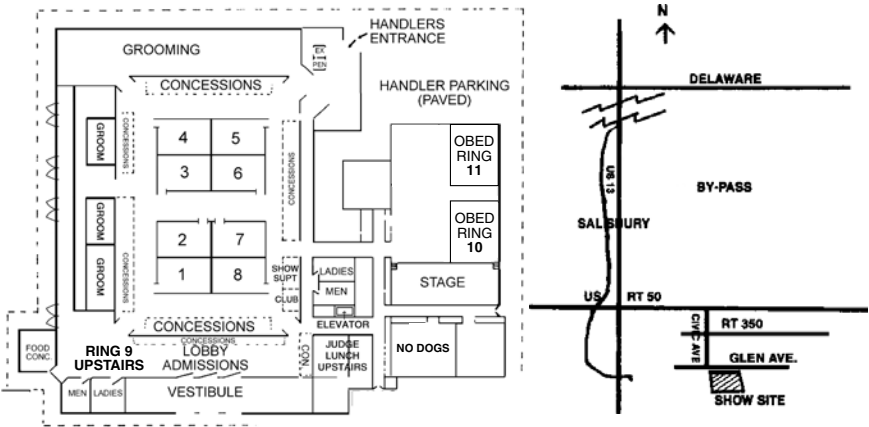 HANDLERS
ENTRANCE
GROOMING
EX
PEN
CONCESSIONS
HANDLER PARKING
(PAVED)
GROOM
CONCESSIONS
4
5
3
6
CONCESSIONS
OBED
RING
11
GROOM
GROOM
CONCESSIONS
2
7
1
8
OBED
RING
10
SHOW
SUPT
CLUB
LADIES
MEN
STAGE
ELEVATOR
CONCESSIONS
CONCESSIONS
FOOD
CONC.
RING 9
UPSTAIRS
LOBBY
ADMISSIONS
CON.
JUDGE
LUNCH
UPSTAIRS
NO DOGS
MEN
LADIES
VESTIBULE
N
DELAWARE
US 13
BY-PASS
SALISBURY
US
RT 50
CIVIC AVE
RT 350
GLEN AVE.
SHOW SITE